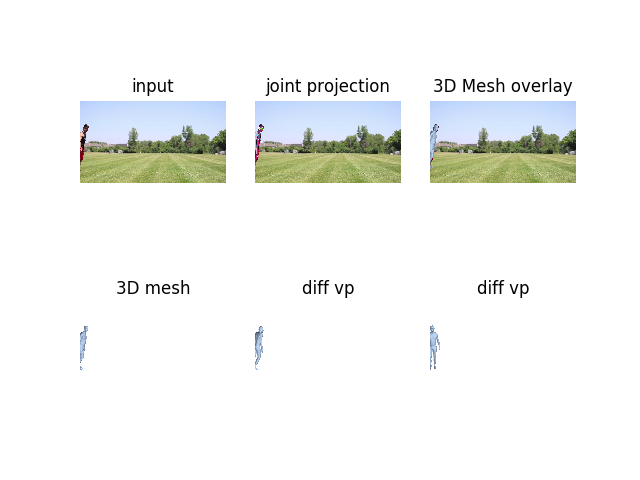 input
joint projection
3D Mesh overlay
3D mesh
diff vp
diff vp